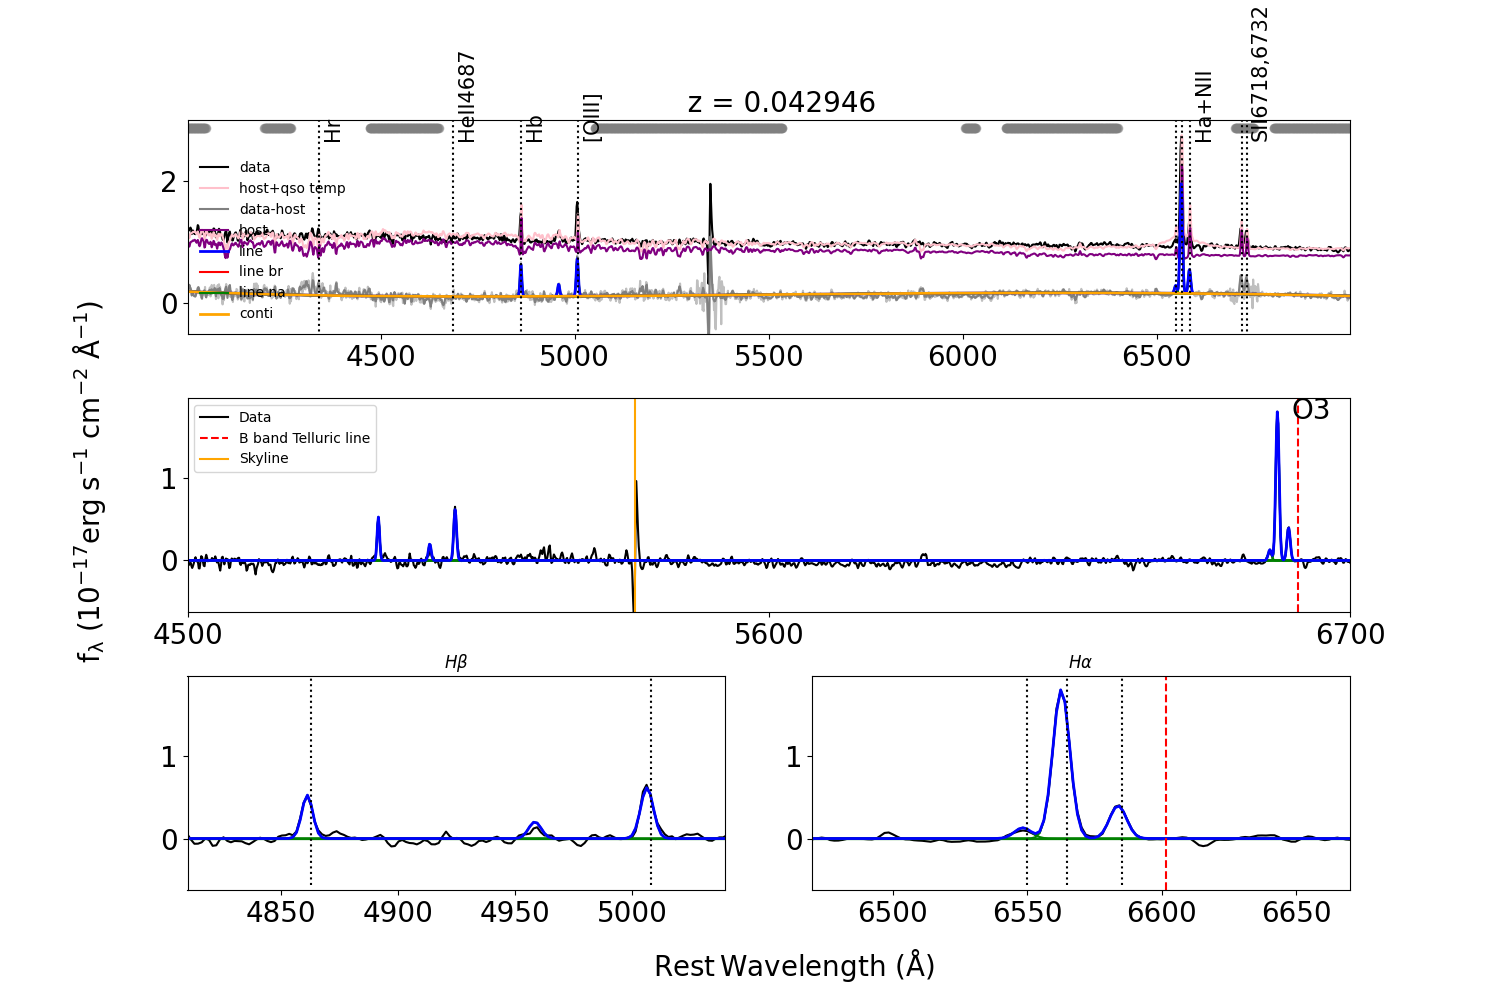 z = 0.042946
Hr
HeII4687
Hb
[OIII]
Ha+NII
SII6718,6732
data
host+qso temp
data-host
host
line
line br
line na
conti
2
0
4500
5000
5500
6000
6500
fλ (10⁻¹⁷erg s⁻¹ cm⁻² Å⁻¹)
Data
B band Telluric line
Skyline
O3
1
0
4500
5600
6700
Hβ
1
0
4850
4900
4950
5000
Hα
1
0
6500
6550
6600
6650
Rest Wavelength (Å)